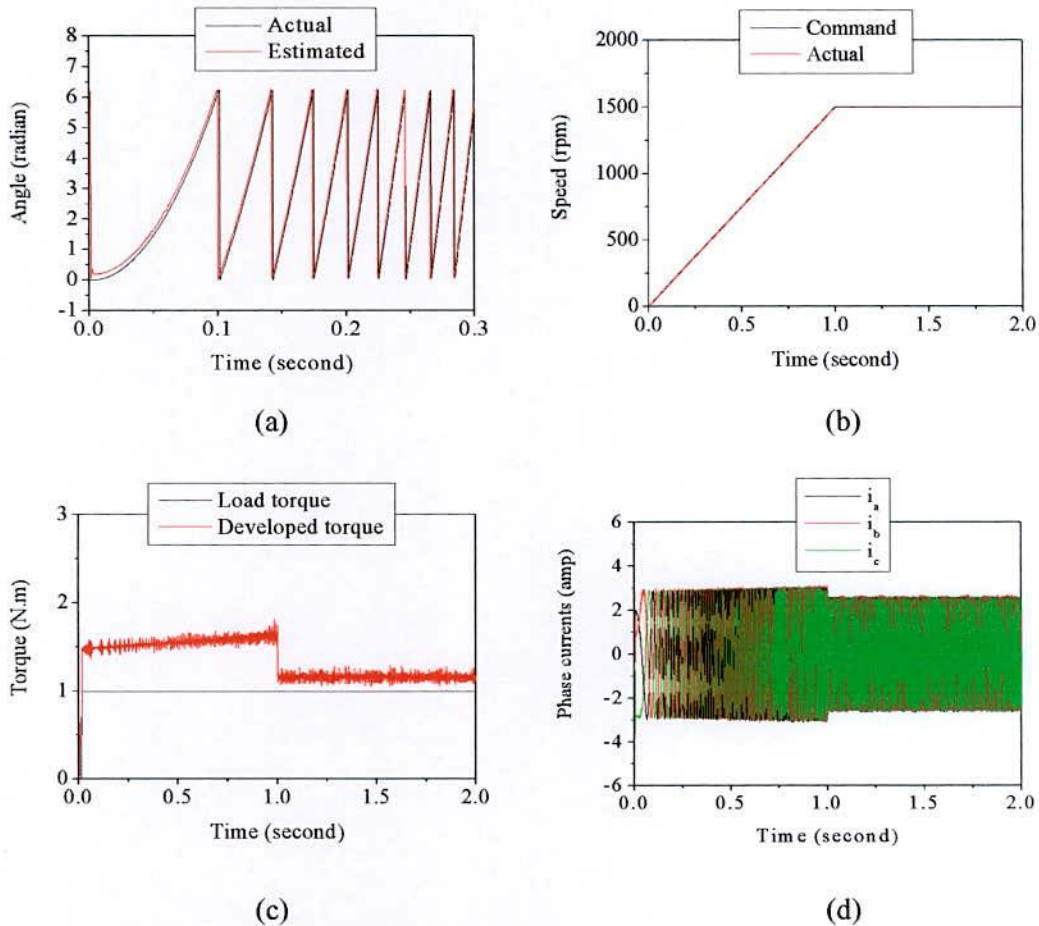 Actual
Estimated
8
7
6
5
4
3
2
1
0
-1
Angle (radian)
0.0 0.1 0.2 0.3
Time (second)
(a)
Command
Actual
2000
1500
1000
500
0
Speed (rpm)
0.0 0.5 1.0 1.5 2.0
Time (second)
(b)
Load torque
Developed torque
3
2
1
0
Torque (N.m)
0.0 0.5 1.0 1.5 2.0
Time (second)
(c)
i_a
i_b
i_c
6
4
2
0
-2
-4
-6
Phase currents (amp)
0.0 0.5 1.0 1.5 2.0
Time (second)
(d)